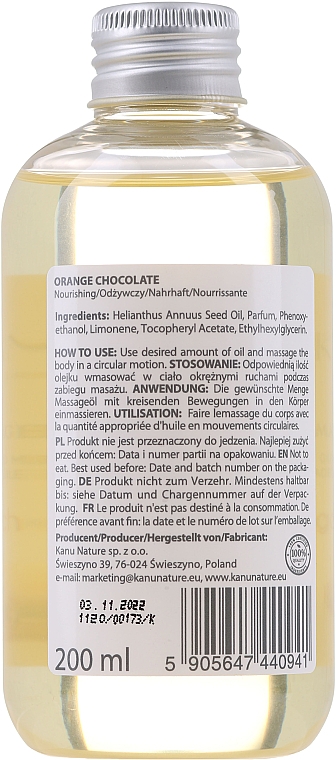 ORANGE CHOCOLATE
Nourishing/Odżywczy/Nahrhaft/Nourrissante
Ingredients: Helianthus Annuus Seed Oil, Parfum, Phenoxy-
ethanol, Limonene, Tocopheryl Acetate, Ethylhexylglycerin.
HOW TO USE: Use desired amount of oil and massage the
body in a circular motion. STOSOWANIE: Odpowiednią ilość
olejku wmasować w ciało okrężnymi ruchami podczas
zabiegu masażu. ANWENDUNG: Die gewünschte Menge
Massageöl mit kreisenden Bewegungen in den Körper
einmassieren. UTILISATION: Faire lemassage du corps avec
la quantité appropriée d'huile en mouvements circulaires.
PL Produkt nie jest przeznaczony do jedzenia. Najlepiej zużyć
przed końcem: Data i numer partii na opakowaniu. EN Not to
eat. Best used before: Date and batch number on the packa-
ging. DE Produkt nicht zum Verzehr. Mindestens haltbar
bis: siehe Datum und Chargennummer auf der Verpac-
kung. FR Le produit n'est pas destiné à la consommation. De
préférence avant fin: la date et le numéro de lot sur l'emballage.
Producent/Producer/Hergestellt von/Fabricant:
Kanu Nature sp. z o.o.
Świeszyno 39, 76-024 Świeszyno, Poland
e-mail: marketing@kanunature.eu www.kanunature.eu
100%
03.11.2022
1120/00173/K
200 ml
5 905647 440941